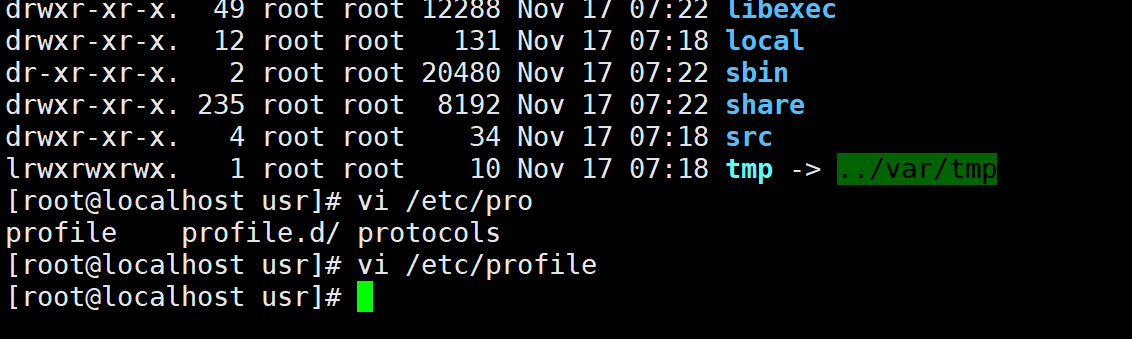 drwxr-xr-x.  49 root root 12288 Nov 17 07:22 libexec
drwxr-xr-x.  12 root root   131 Nov 17 07:18 local
dr-xr-xr-x.   2 root root 20480 Nov 17 07:22 sbin
drwxr-xr-x. 235 root root  8192 Nov 17 07:22 share
drwxr-xr-x.   4 root root    34 Nov 17 07:18 src
lrwxrwxrwx.   1 root root    10 Nov 17 07:18 tmp -> ../var/tmp
[root@localhost usr]# vi /etc/pro
profile    profile.d/ protocols
[root@localhost usr]# vi /etc/profile
[root@localhost usr]#